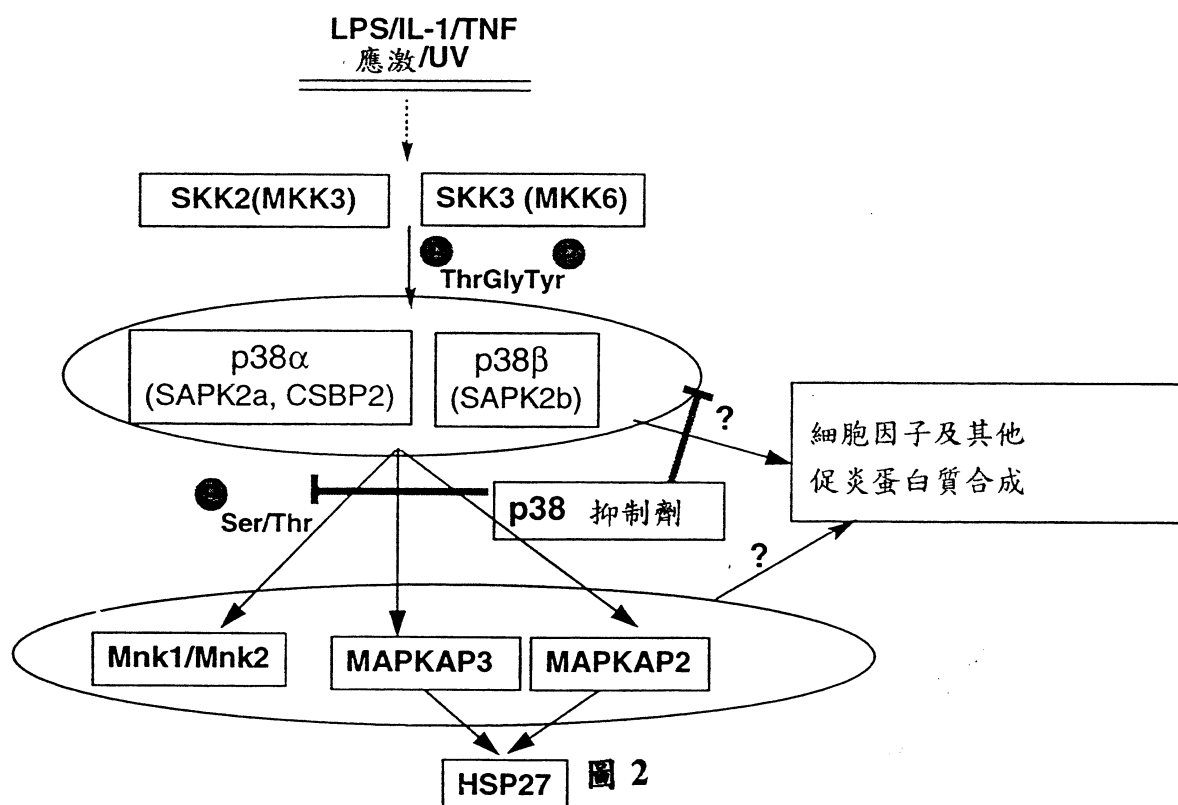 LPS/IL-1/TNF
應激/UV
SKK2(MKK3)
SKK3 (MKK6)
ThrGlyTyr
p38α
(SAPK2a, CSBP2)
p38β
(SAPK2b)
?
細胞因子及其他
促炎蛋白質合成
p38 抑制劑
Ser/Thr
?
Mnk1/Mnk2
MAPKAP3
MAPKAP2
HSP27
圖 2